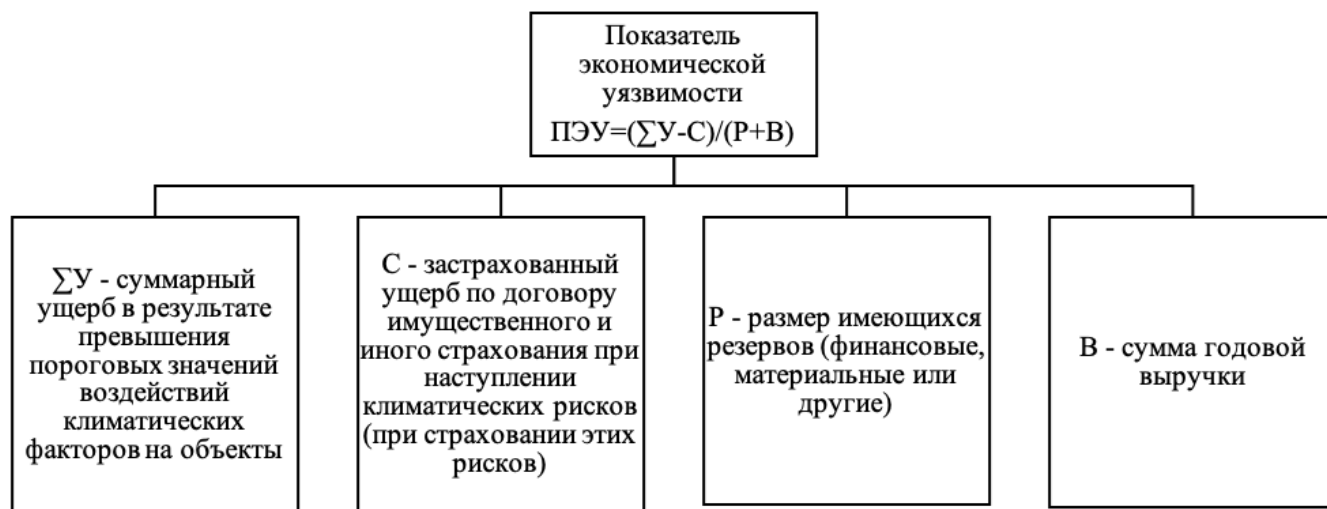 Показатель
экономической
уязвимости
ПЭУ=(∑У-С)/(Р+В)
∑У - суммарный
ущерб в результате
превышения
пороговых значений
воздействий
климатических
факторов на объекты
С - застрахованный
ущерб по договору
имущественного и
иного страхования при
наступлении
климатических рисков
(при страховании этих
рисков)
Р - размер имеющихся
резервов (финансовые,
материальные или
другие)
В - сумма годовой
выручки